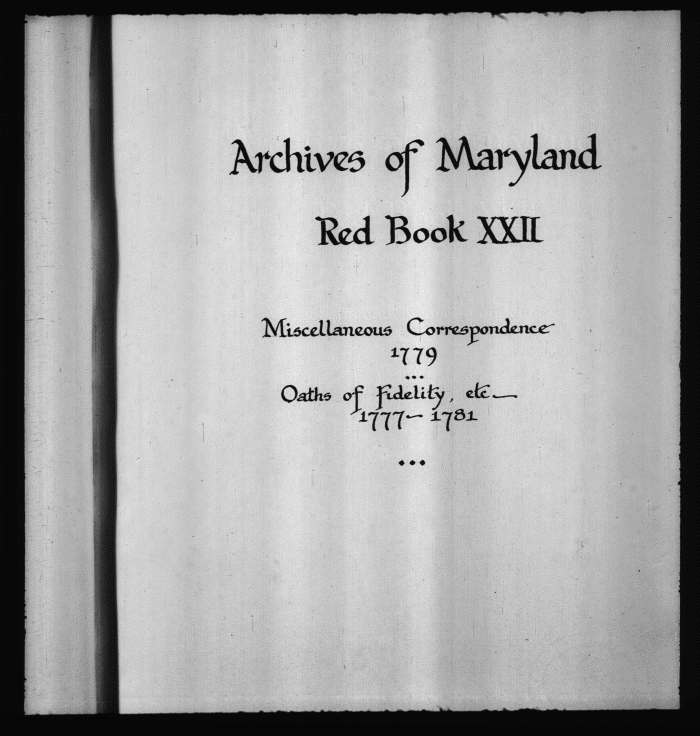 Archives of Maryland
Red Book XXII
Miscellaneous Correspondence
1779
...
Oaths of Fidelity, etc—
1777–1781
...